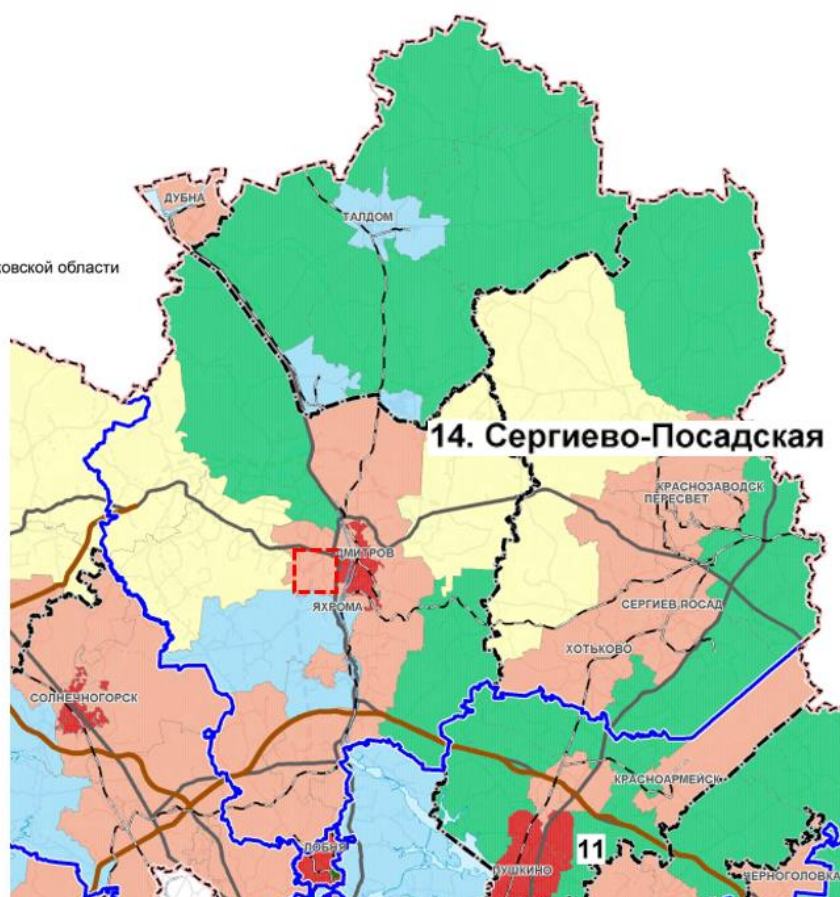 ДУБНА
ТАЛДОМ
ковской области
14. Сергиево-Посадская
КРАСНОЗАВОДСК
ПЕРЕСВЕТ
ДМИТРОВ
СЕРГИЕВ ПОСАД
ЯХРОМА
ХОТЬКОВО
СОЛНЕЧНОГОРСК
КРАСНОАРМЕЙСК
ЛОБНЯ
11
ПУШКИНО
ЧЕРНОГОЛОВКА